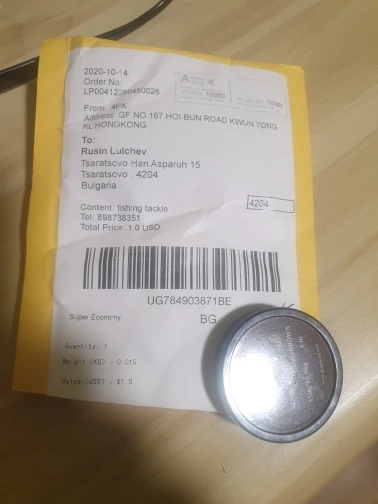 2020-10-14
Order No:
LP00412290450026
From: 4PX
Address: GF NO 167 HOI BUN ROAD KWUN TONG
KL HONGKONG
To:
Rusin Lulchev
Tsaratsovo Han Asparuh 15
Tsaratsovo , 4204
Bulgaria
4204
Content: fishing tackle
Tel: 898738351
Total Price: 1.0 USD
UG784903871BE
Super Economy
BG
Quantity: 1
Weight (KG) : 0.015
Value (USD) : $1.0